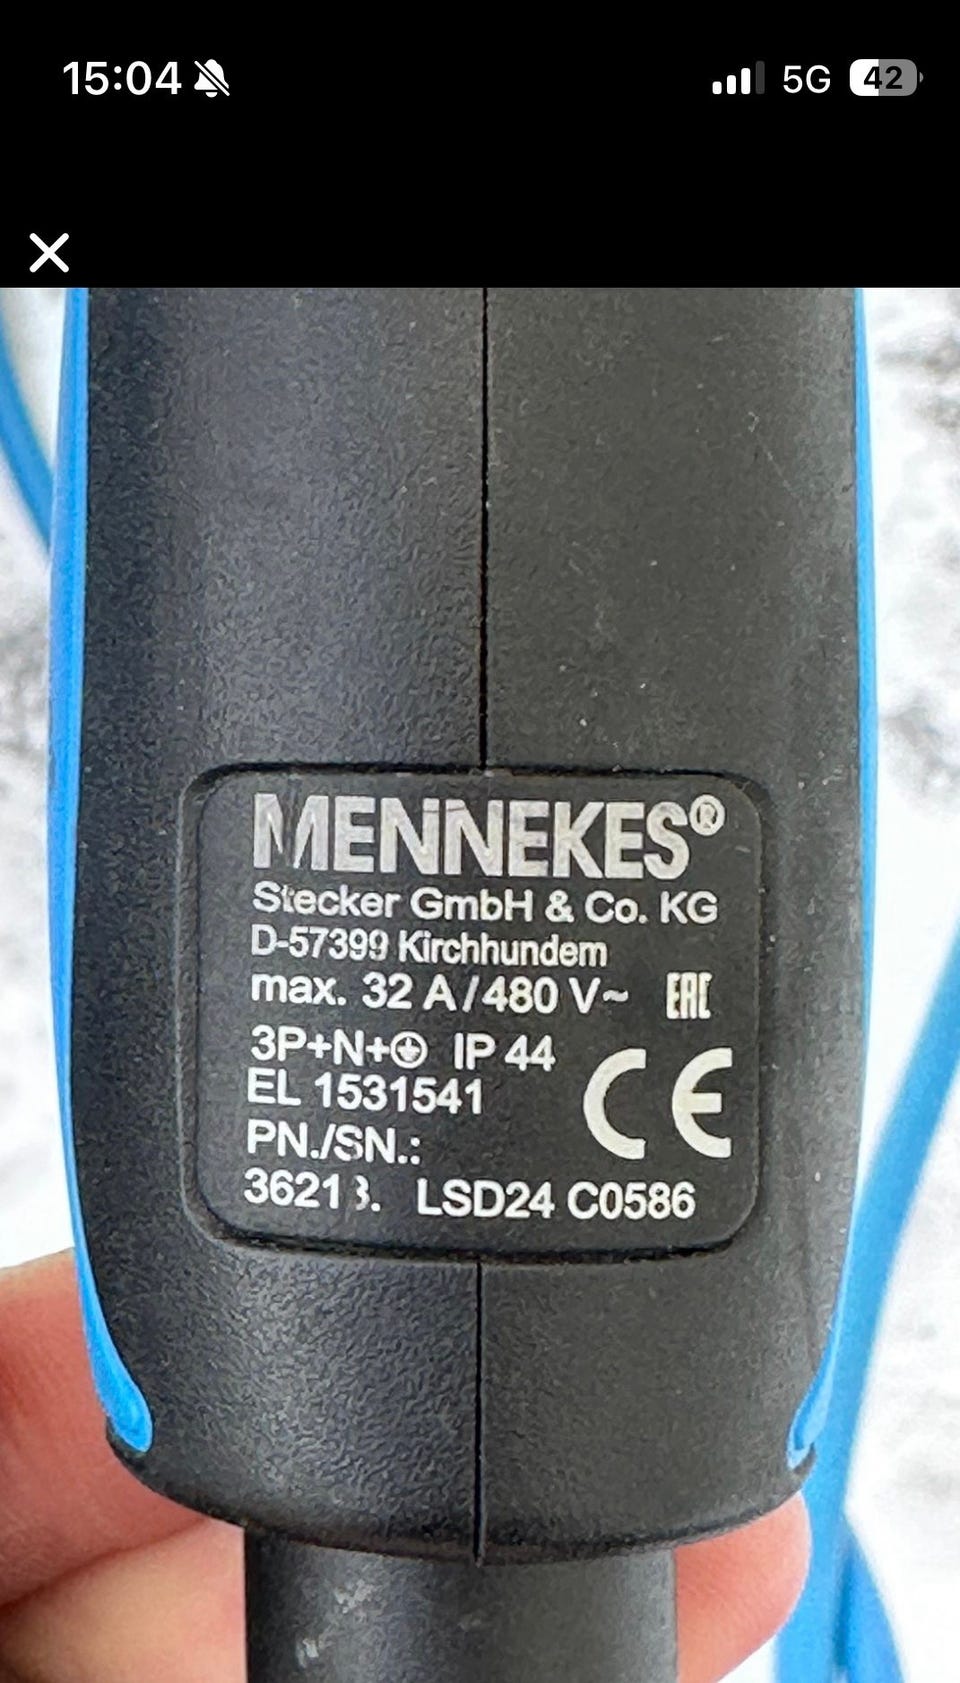 15:04
5G
42
MENNEKES®
Stecker GmbH & Co. KG
D-57399 Kirchhundem
max. 32 A/480 V~ EAC
3P+N+⏚ IP 44
CE
EL 1531541
PN./SN.:
LSD24 C0586